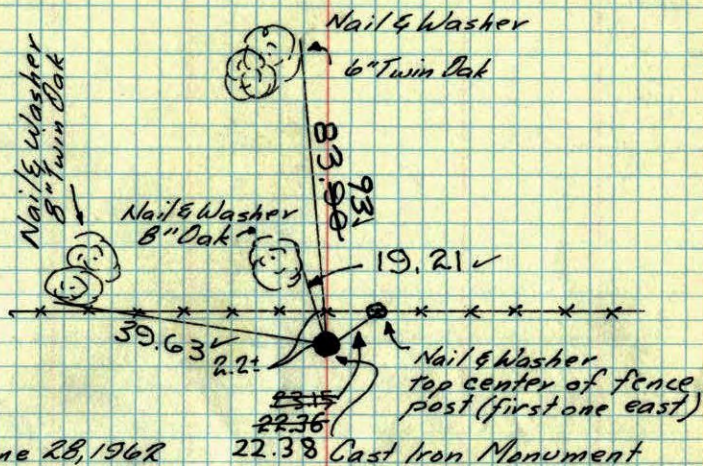 Nail & Washer
6" Twin Oak
Nail & Washer
8" Twin Oak
83.90
93✓
Nail & Washer
8" Oak
19.21✓
39.63✓
2.2±
Nail & Washer
top center of fence
post (first one east)
23.15
22.36
22.38
Cast Iron Monument
ne 28, 1962